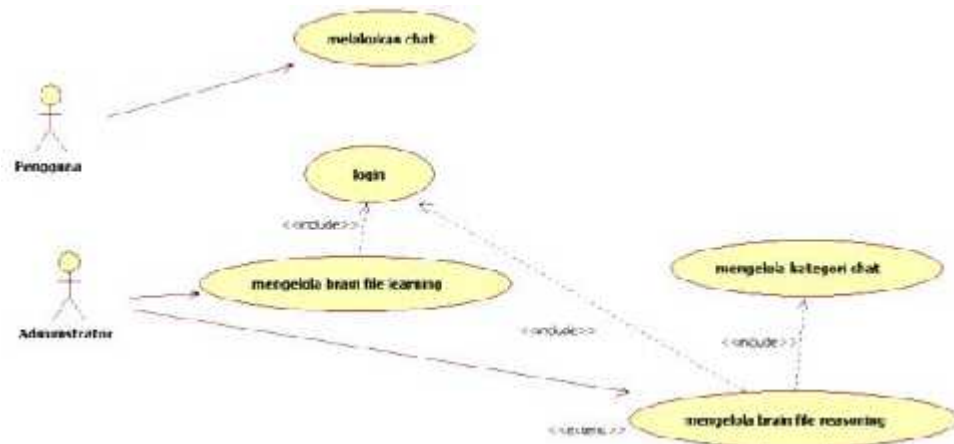 melakukan chat
Pengguna
login
<<include>>
mengelola brain file learning
mengelola kategori chat
Administrator
<<include>>
<<include>>
mengelola brain file reasoning
<<extend>>